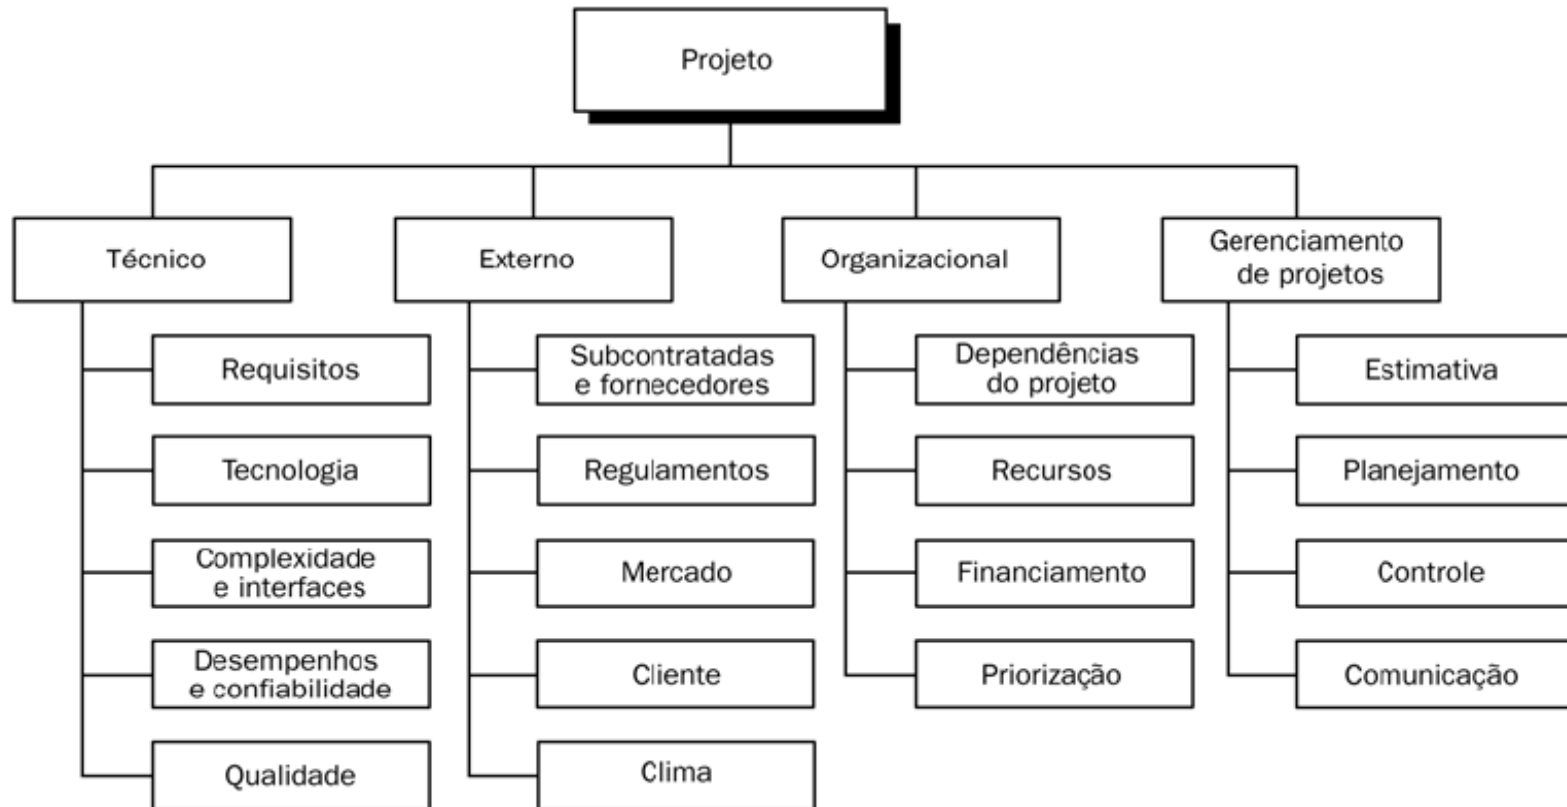 Projeto
Técnico
Externo
Organizacional
Gerenciamento
de projetos
Requisitos
Tecnologia
Complexidade
e interfaces
Desempenhos
e confiabilidade
Qualidade
Subcontratadas
e fornecedores
Regulamentos
Mercado
Cliente
Clima
Dependências
do projeto
Recursos
Financiamento
Priorização
Estimativa
Planejamento
Controle
Comunicação